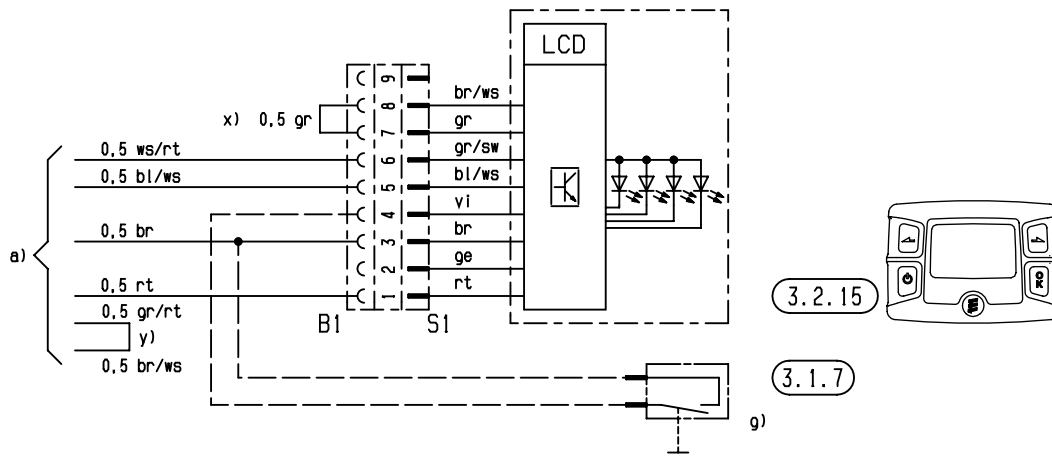 LCD
9
8
7
6
5
4
3
2
1
x) 0,5 gr
0,5 ws/rt
0,5 bl/ws
a)
0,5 br
0,5 rt
0,5 gr/rt
y)
0,5 br/ws
br/ws
gr
gr/sw
bl/ws
vi
br
ge
rt
B1
S1
3.2.15
OK
3.1.7
g)